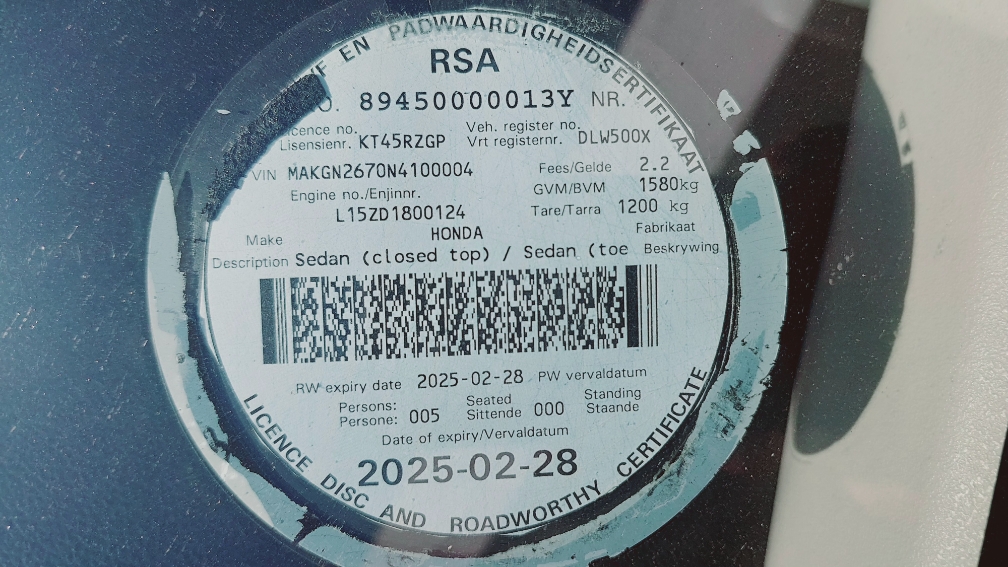 EN PADWAARDIGHEIDSERTIFIKAAT
RSA
89450000013Y NR.
Lisensienr. KT45RZGP
Veh. register no.
Vrt registernr. DLW500X
VIN MAKGN2670N4100004
Fees/Gelde 2.2
Engine no./Enjinnr.
GVM/BVM 1580kg
L15ZD1800124
Tare/Tarra 1200 kg
Make HONDA Fabrikaat
Description Sedan (closed top) / Sedan (toe Beskrywing
RW expiry date 2025-02-28 PW vervaldatum
Persons:
Persone: 005
Seated
Sittende 000
Standing
Staande
Date of expiry/Vervaldatum
2025-02-28
LICENCE DISC AND ROADWORTHY CERTIFICATE